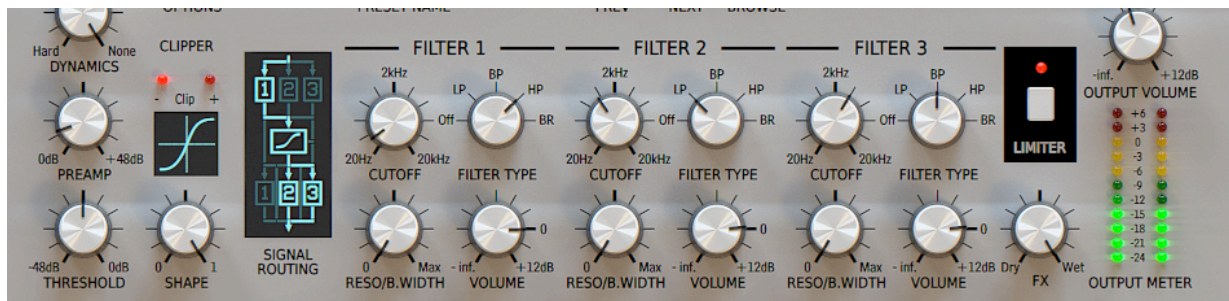 OPTIONS
PRESET NAME
PREV
NEXT
BROWSE
Hard
None
DYNAMICS
CLIPPER
FILTER 1
FILTER 2
FILTER 3
- Clip +
0dB
+48dB
PREAMP
-48dB
0dB
THRESHOLD
0
1
SHAPE
1 2 3
1 2 3
SIGNAL
ROUTING
2kHz
20Hz
20kHz
CUTOFF
BP
LP
HP
Off
BR
FILTER TYPE
0
Max
RESO/B.WIDTH
0
- inf.
+12dB
VOLUME
2kHz
20Hz
20kHz
CUTOFF
BP
LP
HP
Off
BR
FILTER TYPE
0
Max
RESO/B.WIDTH
0
- inf.
+12dB
VOLUME
2kHz
20Hz
20kHz
CUTOFF
BP
LP
HP
Off
BR
FILTER TYPE
0
Max
RESO/B.WIDTH
0
- inf.
+12dB
VOLUME
LIMITER
Dry
Wet
FX
-inf.
+12dB
OUTPUT VOLUME
+6
+3
0
-3
-6
-9
-12
-15
-18
-21
-24
OUTPUT METER